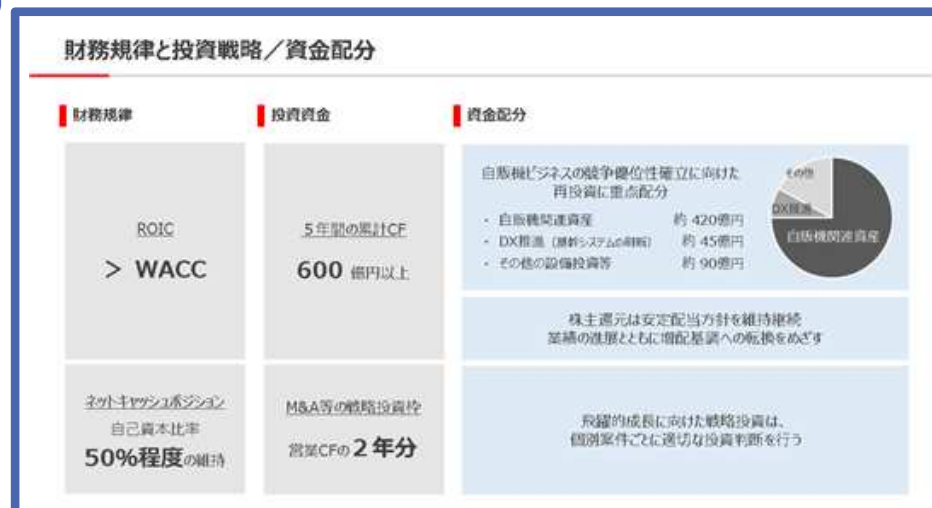 財務規律と投資戦略／資金配分
財務規律
投資資金
資金配分
ROIC
> WACC
5年間の累計CF
600 億円以上
自販機ビジネスの競争優位性確立に向けた
再投資に重点配分
・ 自販機関連資産 約 420億円
・ DX推進（基幹システムの刷新） 約 45億円
・ その他の設備投資等 約 90億円
その他
DX推進
自販機関連資産
株主還元は安定配当方針を維持継続
業績の進展とともに増配基調への転換をめざす
ネットキャッシュポジション
自己資本比率
50%程度の維持
M&A等の戦略投資枠
営業CFの2年分
飛躍的成長に向けた戦略投資は、
個別案件ごとに適切な投資判断を行う